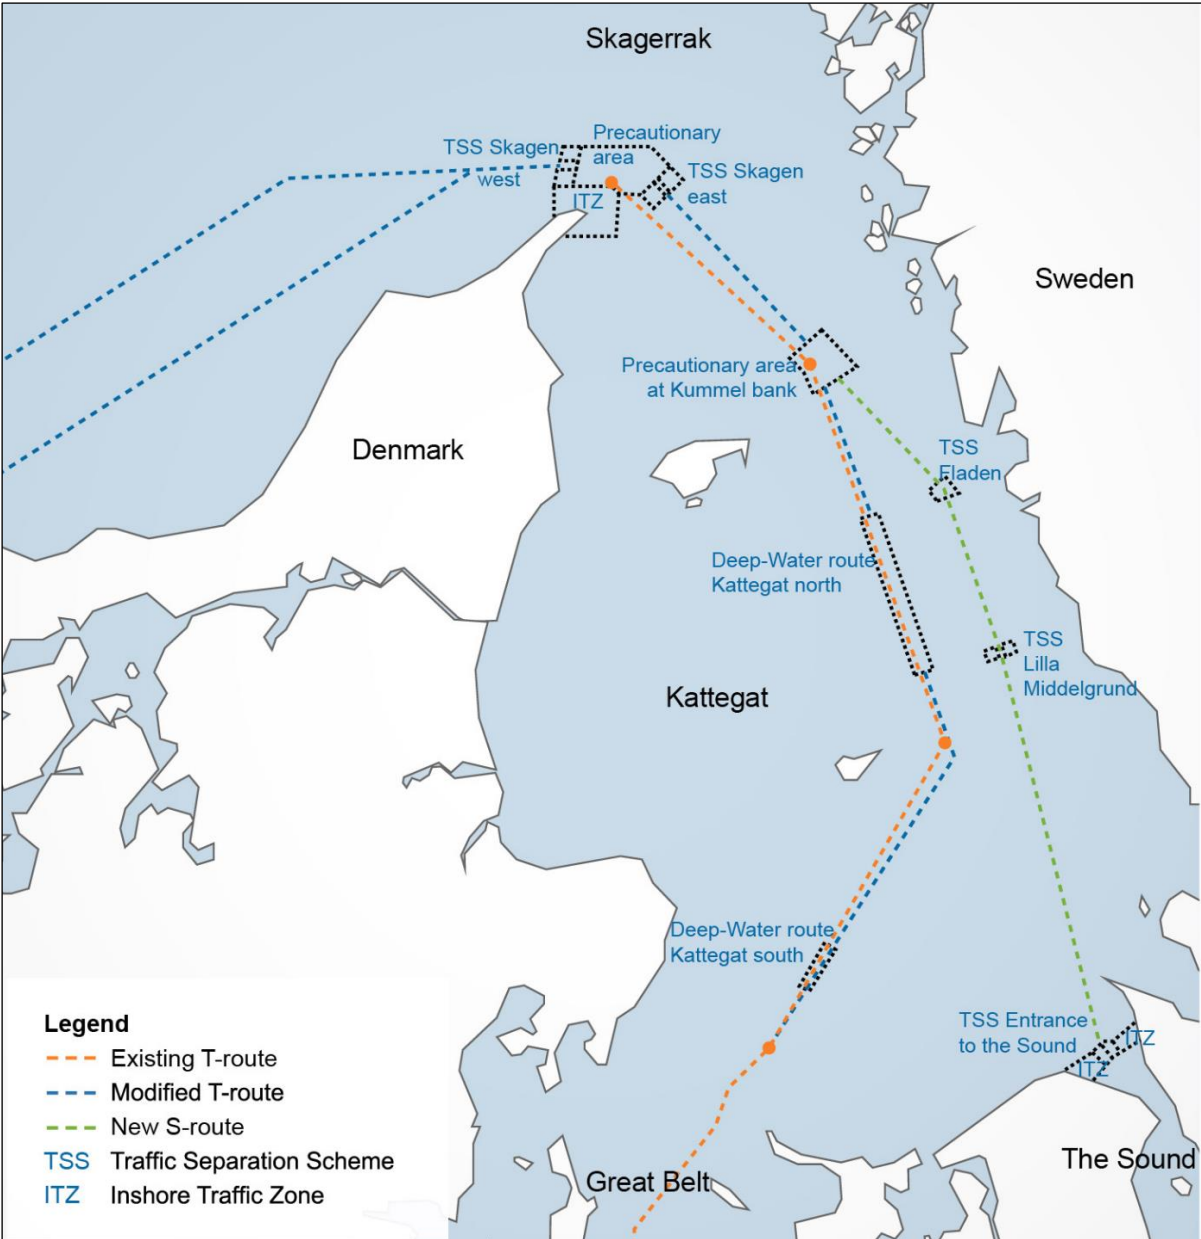 Skagerrak
Precautionary
area
TSS Skagen
west
TSS Skagen
east
ITZ
Sweden
Precautionary area
at Kummel bank
Denmark
TSS
Fladen
Deep-Water route
Kattegat north
TSS
Lilla
Middelgrund
Kattegat
Deep-Water route
Kattegat south
TSS Entrance
to the Sound
ITZ
ITZ
The Sound
Great Belt
Legend
Existing T-route
Modified T-route
New S-route
TSS Traffic Separation Scheme
ITZ Inshore Traffic Zone